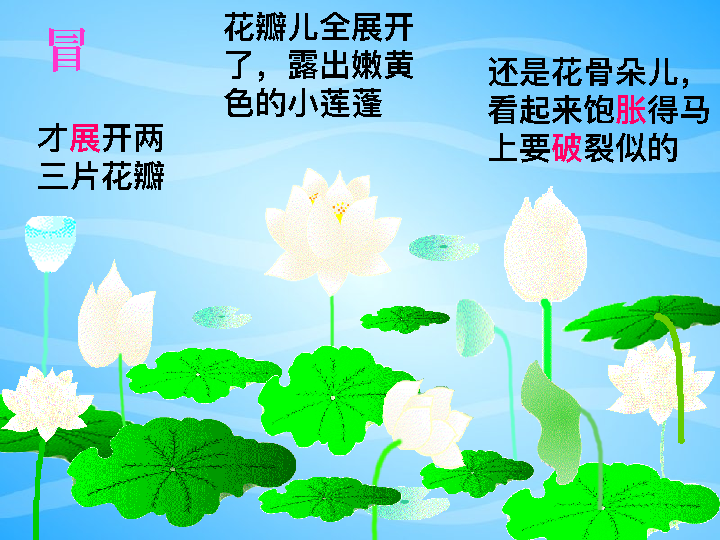 冒
才展开两
三片花瓣
花瓣儿全展开
了，露出嫩黄
色的小莲蓬
还是花骨朵儿，
看起来饱胀得马
上要破裂似的